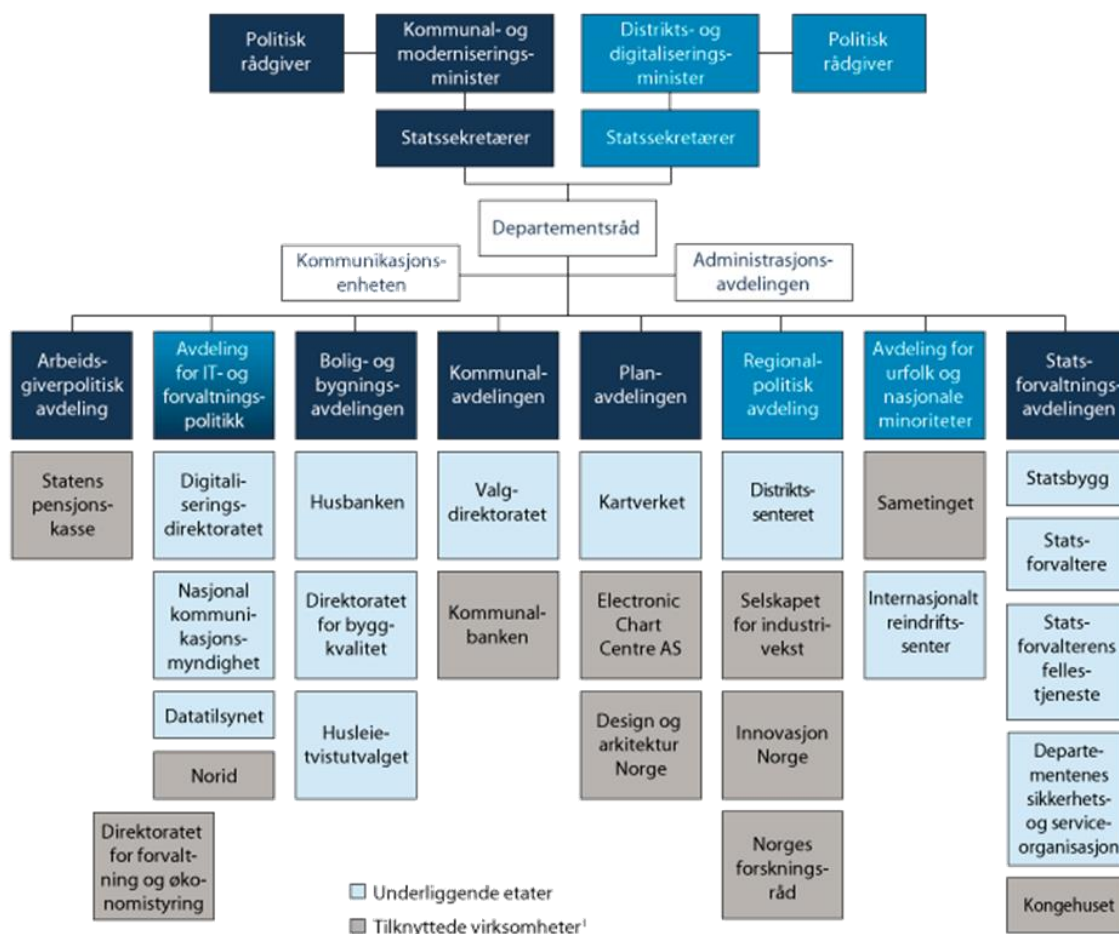 Politisk
rådgiver
Kommunal- og
moderniserings-
minister
Distrikts- og
digitaliserings-
minister
Politisk
rådgiver
Statssekretærer
Statssekretærer
Departementsråd
Kommunikasjons-
enheten
Administrasjons-
avdelingen
Arbeids-
giverpolitisk
avdeling
Avdeling
for IT- og
forvaltnings-
politikk
Bolig- og
bygnings-
avdelingen
Kommunal-
avdelingen
Plan-
avdelingen
Regional-
politisk
avdeling
Avdeling for
urfolk og
nasjonale
minoriteter
Stats-
forvaltnings-
avdelingen
Statens
pensjons-
kasse
Digitali-
serings-
direktoratet
Husbanken
Valg-
direktoratet
Kartverket
Distrikts-
senteret
Sametinget
Statsbygg
Stats-
forvaltere
Nasjonal
kommuni-
kasjons-
myndighet
Direktoratet
for bygg-
kvalitet
Kommunal-
banken
Electronic
Chart
Centre AS
Selskapet
for industri-
vekst
Internasjonalt
reindrifts-
senter
Stats-
forvalterens
felles-
tjeneste
Datatilsynet
Husleie-
tvistutvalget
Design og
arkitektur
Norge
Innovasjon
Norge
Departe-
mentenes
sikkerhets-
og service-
organisasjon
Norid
Direktoratet
for forvalt-
ning og øko-
nomistyring
Norges
forsknings-
råd
Kongehuset
Underliggende etater
Tilknyttede virksomheter¹